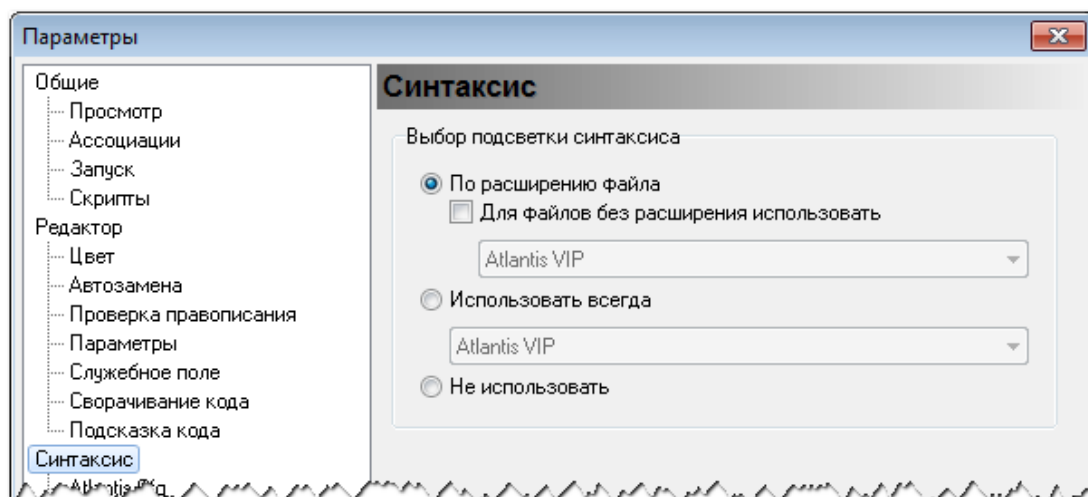 Параметры
Общие
Просмотр
Ассоциации
Запуск
Скрипты
Редактор
Цвет
Автозамена
Проверка правописания
Параметры
Служебное поле
Сворачивание кода
Подсказка кода
Синтаксис
Синтаксис
Выбор подсветки синтаксиса
По расширению файла
Для файлов без расширения использовать
Atlantis VIP
Использовать всегда
Atlantis VIP
Не использовать